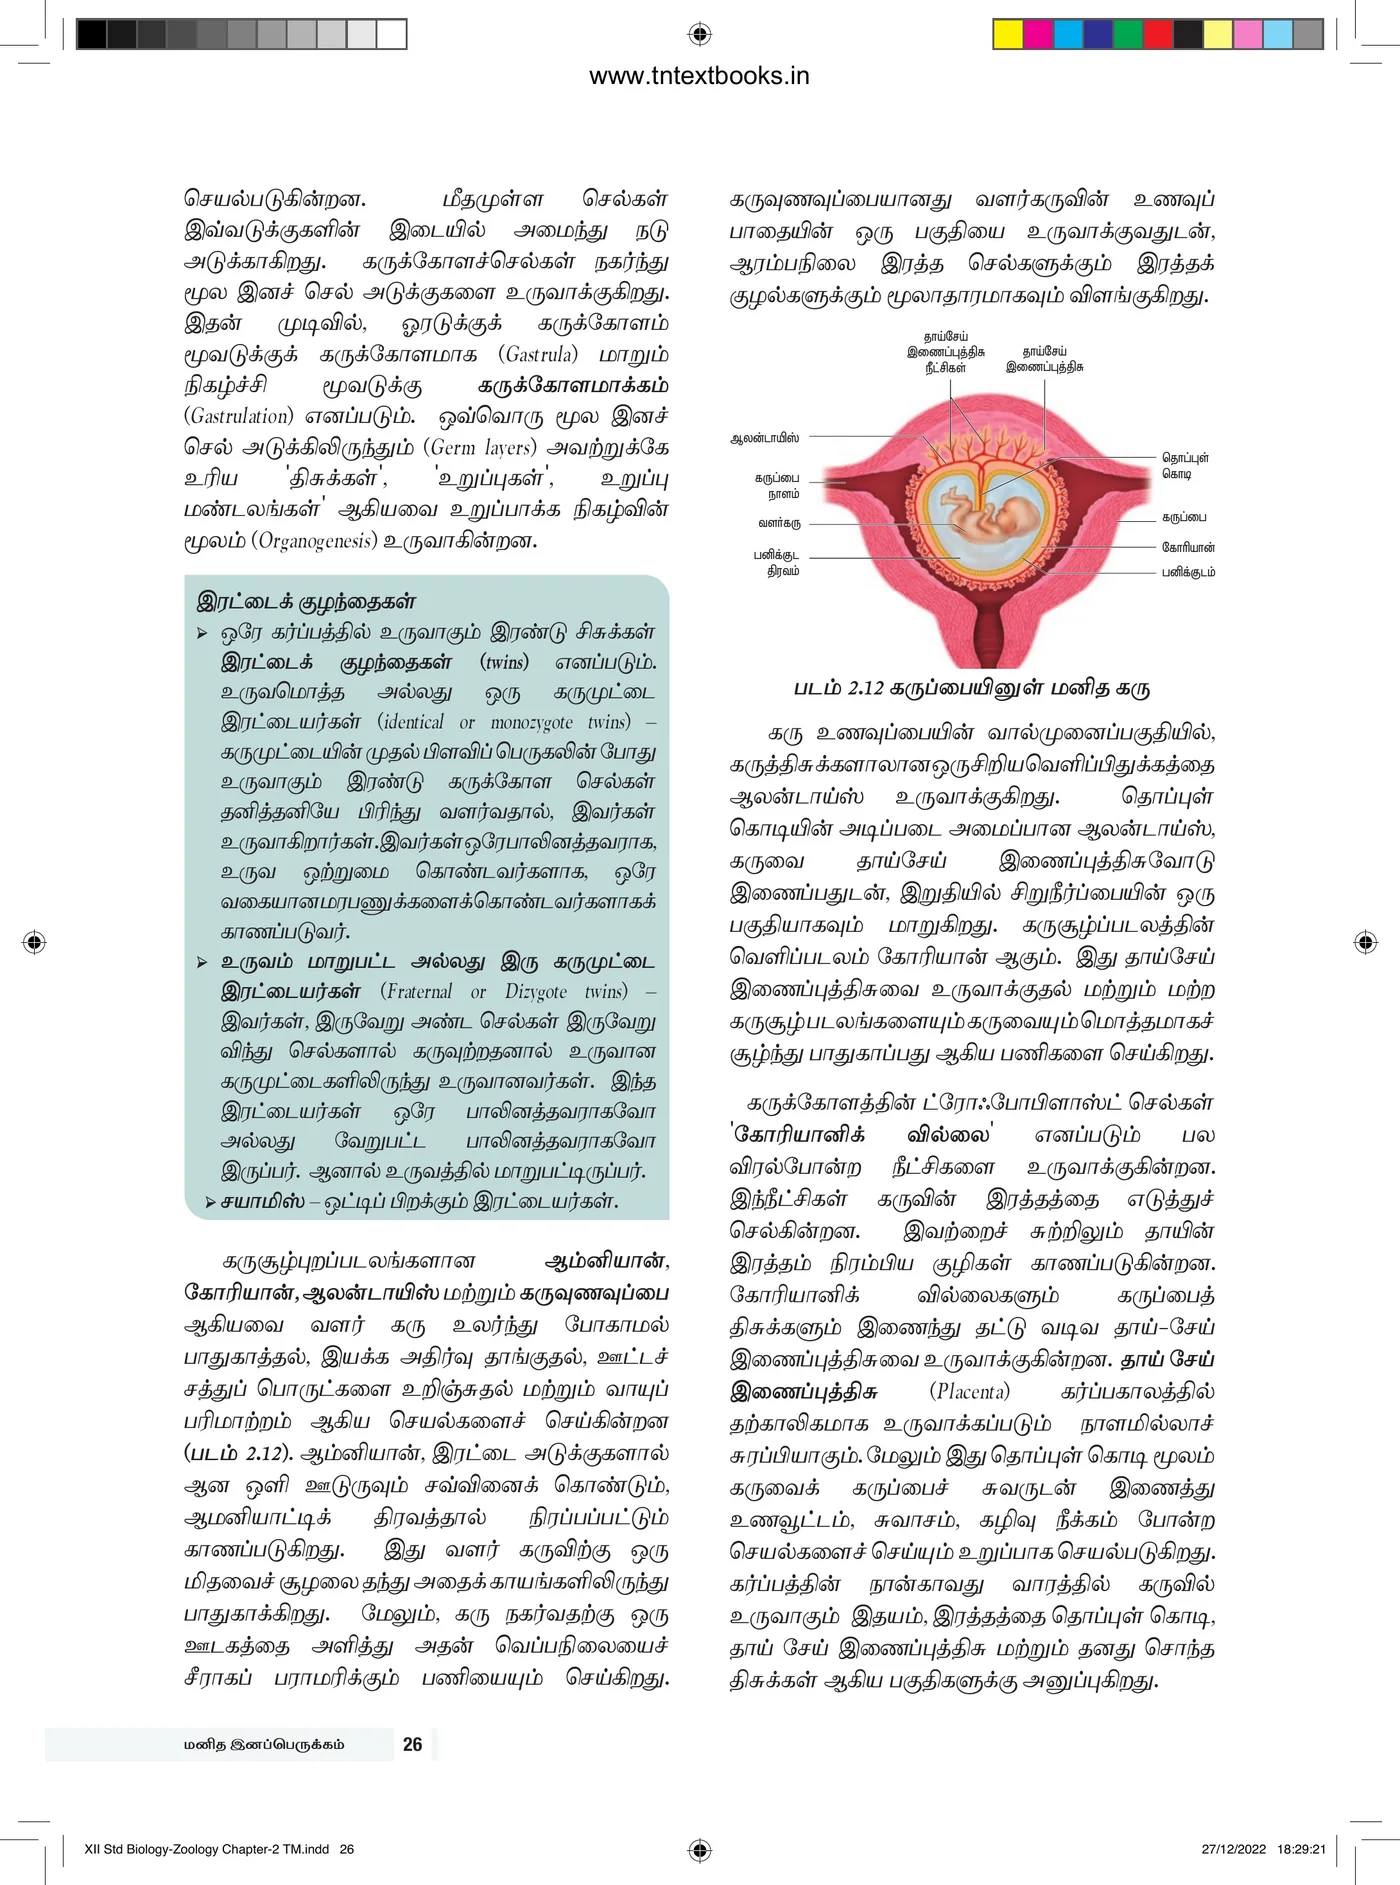 www.tntextbooks.in
செயல்படுகின்றன. மீதமுள்ள செல்கள்
இவ்வடுக்குகளின் இடையில் அமைந்து நடு
அடுக்காகிறது. கருக்கோளச்செல்கள் நகர்ந்து
மூல இனச் செல் அடுக்குகளை உருவாக்குகிறது.
இதன் முடிவில், ஓரடுக்குக் கருக்கோளம்
மூவடுக்குக் கருக்கோளமாக (Gastrula) மாறும்
நிகழ்ச்சி மூவடுக்கு கருக்கோளமாக்கம்
(Gastrulation) எனப்படும். ஒவ்வொரு மூல இனச்
செல் அடுக்கிலிருந்தும் (Germ layers) அவற்றுக்கே
உரிய 'திசுக்கள்', 'உறுப்புகள்', உறுப்பு
மண்டலங்கள்' ஆகியவை உறுப்பாக்க நிகழ்வின்
மூலம் (Organogenesis) உருவாகின்றன.
இரட்டைக் குழந்தைகள்
➢ ஒரே கர்ப்பத்தில் உருவாகும் இரண்டு சிசுக்கள்
இரட்டைக் குழந்தைகள் (twins) எனப்படும்.
உருவமொத்த அல்லது ஒரு கருமுட்டை
இரட்டையர்கள் (identical or monozygote twins) –
கருமுட்டையின் முதல் பிளவிப் பெருகலின் போது
உருவாகும் இரண்டு கருக்கோள செல்கள்
தனித்தனியே பிரிந்து வளர்வதால், இவர்கள்
உருவாகிறார்கள்.இவர்கள் ஒரேபாலினத்தவராக,
உருவ ஒற்றுமை கொண்டவர்களாக, ஒரே
வகையானமரபணுக்களைக்கொண்டவர்களாகக்
காணப்படுவர்.
➢ உருவம் மாறுபட்ட அல்லது இரு கருமுட்டை
இரட்டையர்கள் (Fraternal or Dizygote twins) –
இவர்கள், இருவேறு அண்ட செல்கள் இருவேறு
விந்து செல்களால் கருவுற்றதனால் உருவான
கருமுட்டைகளிலிருந்து உருவானவர்கள். இந்த
இரட்டையர்கள் ஒரே பாலினத்தவராகவோ
அல்லது வேறுபட்ட பாலினத்தவராகவோ
இருப்பர். ஆனால் உருவத்தில் மாறுபட்டிருப்பர்.
➢ சயாமிஸ் – ஒட்டிப் பிறக்கும் இரட்டையர்கள்.
கருசூழ்புறப்படலங்களான ஆம்னியான்,
கோரியான், ஆலன்டாயிஸ் மற்றும் கருவுணவுப்பை
ஆகியவை வளர் கரு உலர்ந்து போகாமல்
பாதுகாத்தல், இயக்க அதிர்வு தாங்குதல், ஊட்டச்
சத்துப் பொருட்களை உறிஞ்சுதல் மற்றும் வாயுப்
பரிமாற்றம் ஆகிய செயல்களைச் செய்கின்றன
(படம் 2.12). ஆம்னியான், இரட்டை அடுக்குகளால்
ஆன ஒளி ஊடுருவும் சவ்வினைக் கொண்டும்,
ஆமனியாட்டிக் திரவத்தால் நிரப்பப்பட்டும்
காணப்படுகிறது. இது வளர் கருவிற்கு ஒரு
மிதவைச் சூழலை தந்து அதைக் காயங்களிலிருந்து
பாதுகாக்கிறது. மேலும், கரு நகர்வதற்கு ஒரு
ஊடகத்தை அளித்து அதன் வெப்பநிலையைச்
சீராகப் பராமரிக்கும் பணியையும் செய்கிறது.
கருவுணவுப்பையானது வளர்கருவின் உணவுப்
பாதையின் ஒரு பகுதியை உருவாக்குவதுடன்,
ஆரம்பநிலை இரத்த செல்களுக்கும் இரத்தக்
குழல்களுக்கும் மூலாதாரமாகவும் விளங்குகிறது.
தாய்சேய்
இணைப்புத்திசு
நீட்சிகள்
தாய்சேய்
இணைப்புத்திசு
ஆலன்டாயிஸ்
கருப்பை
நாளம்
வளர்கரு
பனிக்குட
திரவம்
தொப்புள்
கொடி
கருப்பை
கோரியான்
பனிக்குடம்
படம் 2.12 கருப்பையினுள் மனித கரு
கரு உணவுப்பையின் வால்முனைப்பகுதியில்,
கருத்திசுக்களாலானஒருசிறியவெளிப்பிதுக்கத்தை
ஆலன்டாய்ஸ் உருவாக்குகிறது. தொப்புள்
கொடியின் அடிப்படை அமைப்பான ஆலன்டாய்ஸ்,
கருவை தாய்சேய் இணைப்புத்திசுவோடு
இணைப்பதுடன், இறுதியில் சிறுநீர்ப்பையின் ஒரு
பகுதியாகவும் மாறுகிறது. கருசூழ்ப்படலத்தின்
வெளிப்படலம் கோரியான் ஆகும். இது தாய்சேய்
இணைப்புத்திசுவை உருவாக்குதல் மற்றும் மற்ற
கருசூழ்படலங்களையும்கருவையும்மொத்தமாகச்
சூழ்ந்து பாதுகாப்பது ஆகிய பணிகளை செய்கிறது.
கருக்கோளத்தின் ட்ரோஃபோபிளாஸ்ட் செல்கள்
'கோரியானிக் வில்லை' எனப்படும் பல
விரல்போன்ற நீட்சிகளை உருவாக்குகின்றன.
இந்நீட்சிகள் கருவின் இரத்தத்தை எடுத்துச்
செல்கின்றன. இவற்றைச் சுற்றிலும் தாயின்
இரத்தம் நிரம்பிய குழிகள் காணப்படுகின்றன.
கோரியானிக் வில்லைகளும் கருப்பைத்
திசுக்களும் இணைந்து தட்டு வடிவ தாய்-சேய்
இணைப்புத்திசுவை உருவாக்குகின்றன. தாய் சேய்
இணைப்புத்திசு (Placenta) கர்ப்பகாலத்தில்
தற்காலிகமாக உருவாக்கப்படும் நாளமில்லாச்
சுரப்பியாகும். மேலும் இது தொப்புள் கொடி மூலம்
கருவைக் கருப்பைச் சுவருடன் இணைத்து
உணவூட்டம், சுவாசம், கழிவு நீக்கம் போன்ற
செயல்களைச் செய்யும் உறுப்பாக செயல்படுகிறது.
கர்ப்பத்தின் நான்காவது வாரத்தில் கருவில்
உருவாகும் இதயம், இரத்தத்தை தொப்புள் கொடி,
தாய் சேய் இணைப்புத்திசு மற்றும் தனது சொந்த
திசுக்கள் ஆகிய பகுதிகளுக்கு அனுப்புகிறது.
மனித இனப்பெருக்கம் 26
XII Std Biology-Zoology Chapter-2 TM.indd 26
27/12/2022 18:29:21